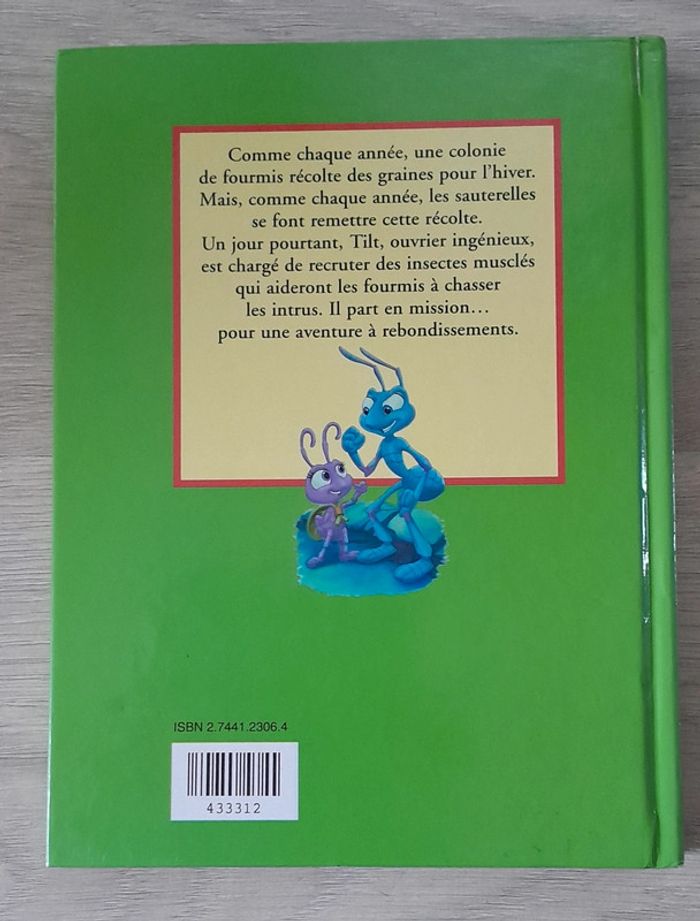 Comme chaque année, une colonie
de fourmis récolte des graines pour l'hiver.
Mais, comme chaque année, les sauterelles
se font remettre cette récolte.
Un jour pourtant, Tilt, ouvrier ingénieux,
est chargé de recruter des insectes musclés
qui aideront les fourmis à chasser
les intrus. Il part en mission...
pour une aventure à rebondissements.
ISBN 2.7441.2306.4
433312